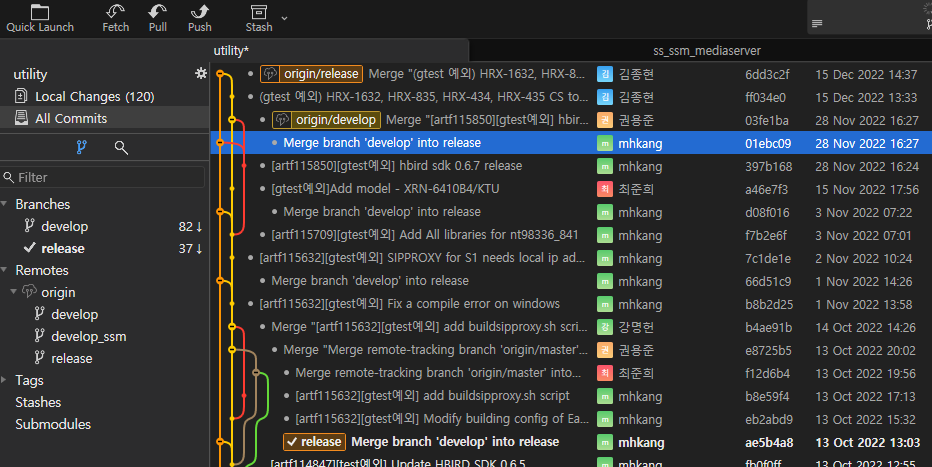 Quick Launch Fetch Pull Push Stash
utility* ss_ssm_mediaserver
utility
Local Changes (120)
All Commits
Filter
Branches
develop 82↓
release 37↓
Remotes
origin
develop
develop_ssm
release
Tags
Stashes
Submodules
origin/release Merge "(gtest 예외) HRX-1632, HRX-8... 김 김종현 6dd3c2f 15 Dec 2022 14:37
(gtest 예외) HRX-1632, HRX-835, HRX-434, HRX-435 CS to... 김 김종현 ff034e0 15 Dec 2022 13:33
origin/develop Merge "[artf115850][gtest예외] hbir... 권 권용준 03fe1ba 28 Nov 2022 16:27
Merge branch 'develop' into release m mhkang 01ebc09 28 Nov 2022 16:27
[artf115850][gtest예외] hbird sdk 0.6.7 release m mhkang 397b168 28 Nov 2022 16:24
[gtest예외]Add model - XRN-6410B4/KTU 최 최준희 a46e7f3 15 Nov 2022 17:56
Merge branch 'develop' into release m mhkang d08f016 3 Nov 2022 07:22
[artf115709][gtest예외] Add All libraries for nt98336_841 m mhkang f7b2e6f 3 Nov 2022 07:01
[artf115632][gtest예외] SIPPROXY for S1 needs local ip ad... m mhkang 7c1de1e 2 Nov 2022 10:24
Merge branch 'develop' into release m mhkang 66d51c9 1 Nov 2022 14:26
[artf115632][gtest예외] Fix a compile error on windows m mhkang b8b2d25 1 Nov 2022 13:58
Merge "[artf115632][gtest예외] add buildsipproxy.sh scri... 강 강명헌 b4ae91b 14 Oct 2022 14:26
Merge "Merge remote-tracking branch 'origin/master'... 권 권용준 e8725b5 13 Oct 2022 20:02
Merge remote-tracking branch 'origin/master' into... 최 최준희 f12d6b4 13 Oct 2022 19:56
[artf115632][gtest예외] add buildsipproxy.sh script m mhkang b8e59f4 13 Oct 2022 17:13
[artf115632][gtest예외] Modify building config of Ea... m mhkang eb2abd9 13 Oct 2022 15:32
release Merge branch 'develop' into release m mhkang ae5b4a8 13 Oct 2022 13:03
[artf114847][gtest예외] Update HBIRD SDK 0.6.5 m mhkang fb0f0ff 13 Oct 2022 12:55